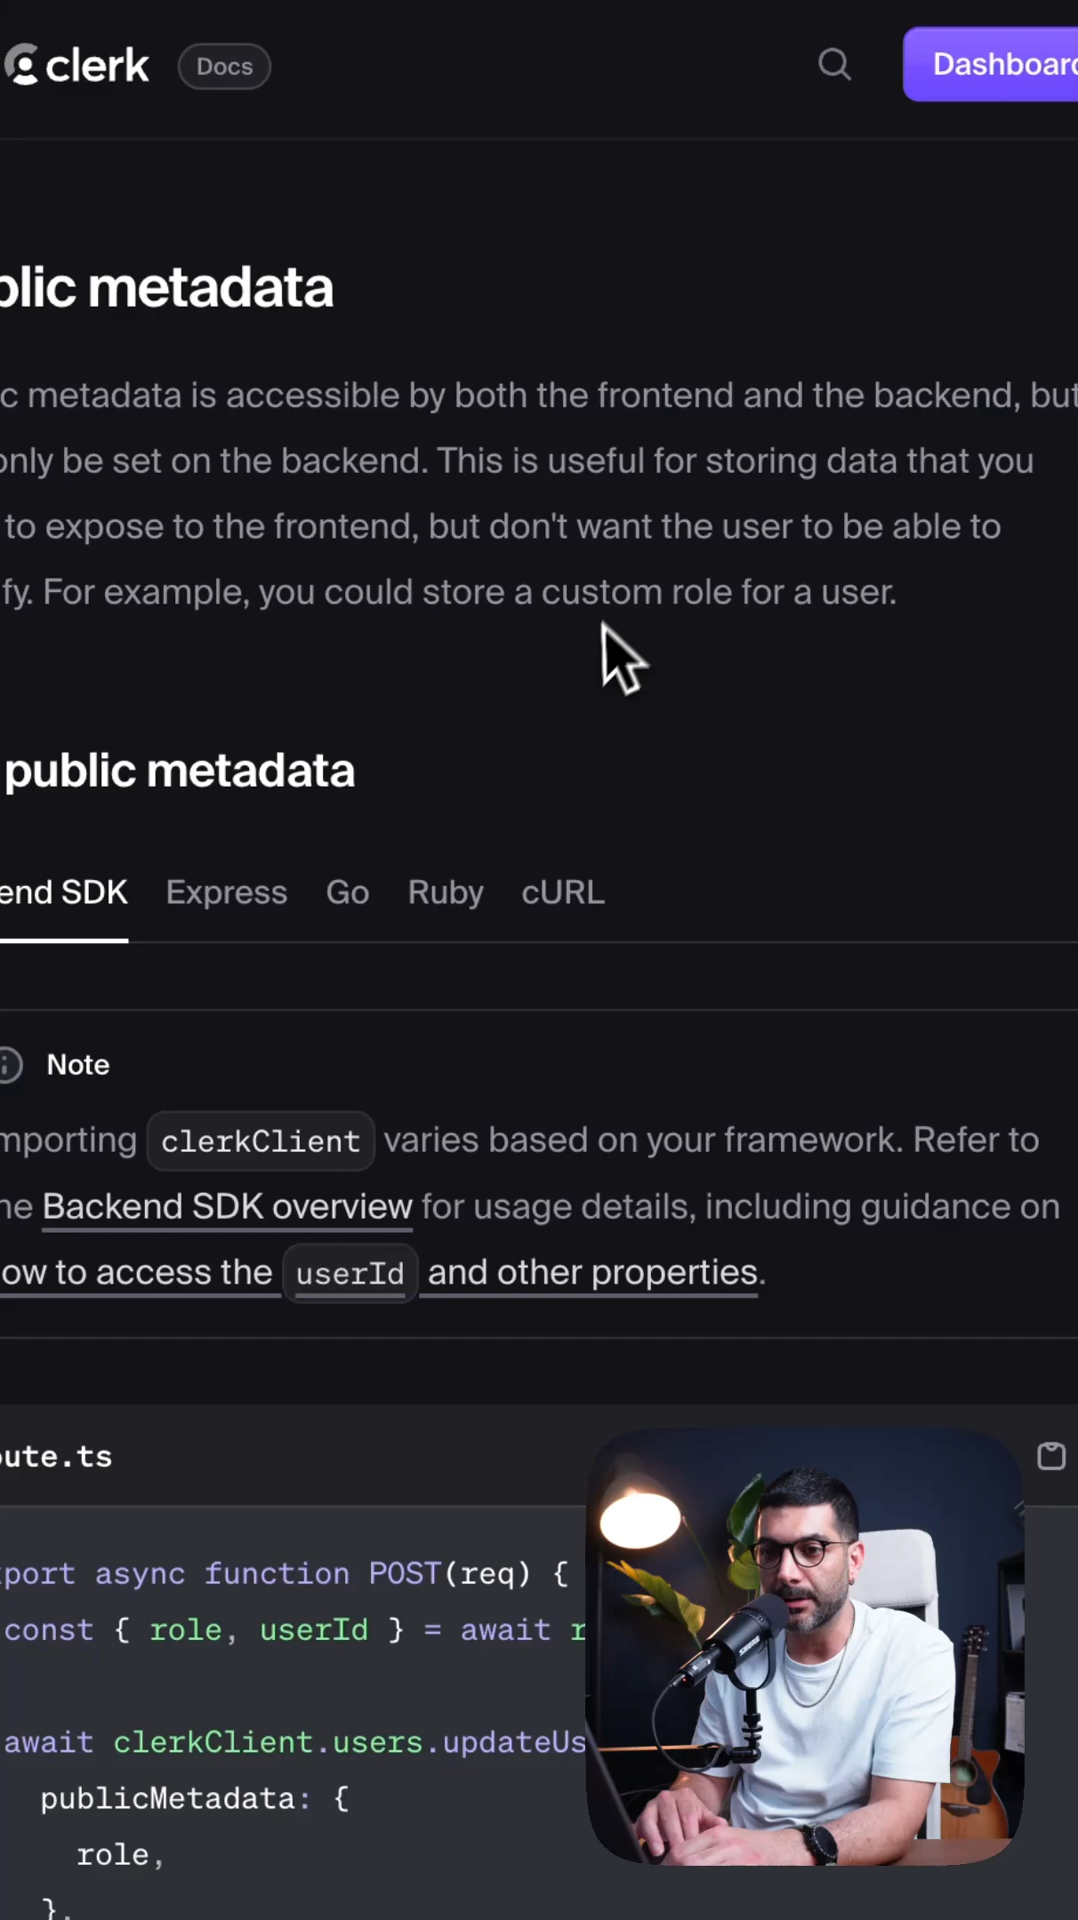 clerk Docs Dashboard
blic metadata
c metadata is accessible by both the frontend and the backend, but
only be set on the backend. This is useful for storing data that you
to expose to the frontend, but don't want the user to be able to
fy. For example, you could store a custom role for a user.
public metadata
end SDK Express Go Ruby cURL
Note
mporting clerkClient varies based on your framework. Refer to
he Backend SDK overview for usage details, including guidance on
ow to access the userId and other properties.
oute.ts
xport async function POST(req) {
const { role, userId } = await r
await clerkClient.users.updateUs
publicMetadata: {
role,
},
SHURE